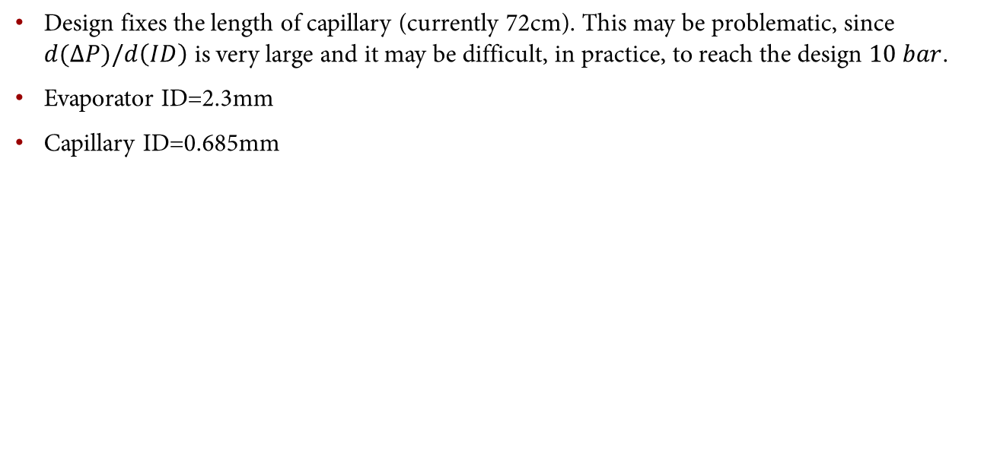 • Design fixes the length of capillary (currently 72cm). This may be problematic, since
d(ΔP)/d(ID) is very large and it may be difficult, in practice, to reach the design 10 bar.
• Evaporator ID=2.3mm
• Capillary ID=0.685mm